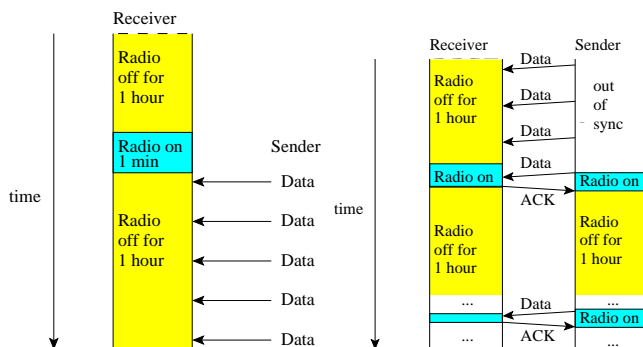 Receiver
Radio
off for
1 hour
Radio on
1 min
Sender
Data
time
Radio
off for
1 hour
Data
Data
Data
Data
Receiver
Sender
Data
Radio
off for
1 hour
Data
out
of
sync
Data
Data
Radio on
Radio on
ACK
time
Radio
off for
1 hour
Radio
off for
1 hour
...
...
Data
Radio on
...
ACK
...